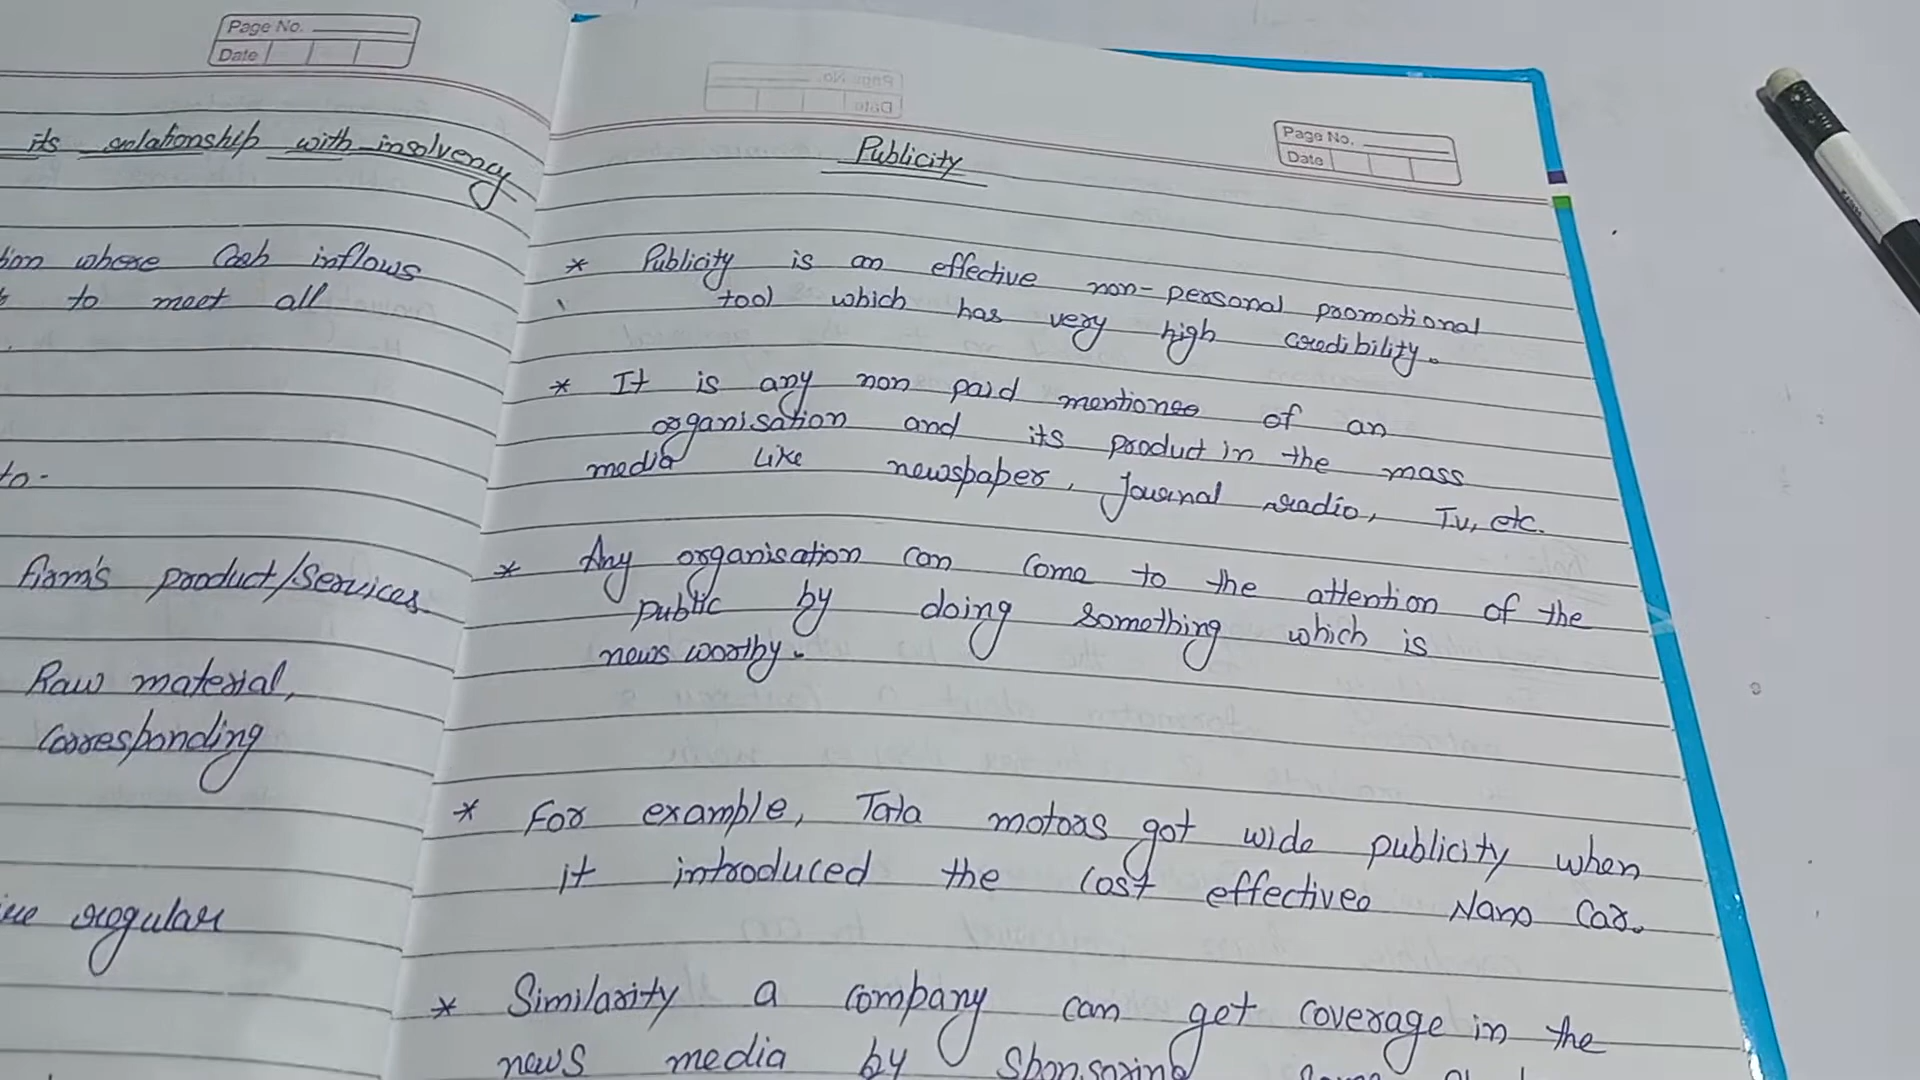 Page No.
Date
its relationship with insolvency
where Cash inflows
to meet all
to-
firm's product/Services
Raw material,
Corresponding
regular
Page No.
Date
Publicity
* Publicity is an effective non-personal promotional
tool which has very high credibility.
* It is any non paid mentionse of an
organisation and its product in the mass
media like newspaper, journal radio, Tv, etc.
* Any organisation can come to the attention of the
public by doing something which is
news worthy.
* For example, Tata motors got wide publicity when
it introduced the cost effectivee Nano Car.
* Similarity a company can get coverage in the
news media by sponsoring